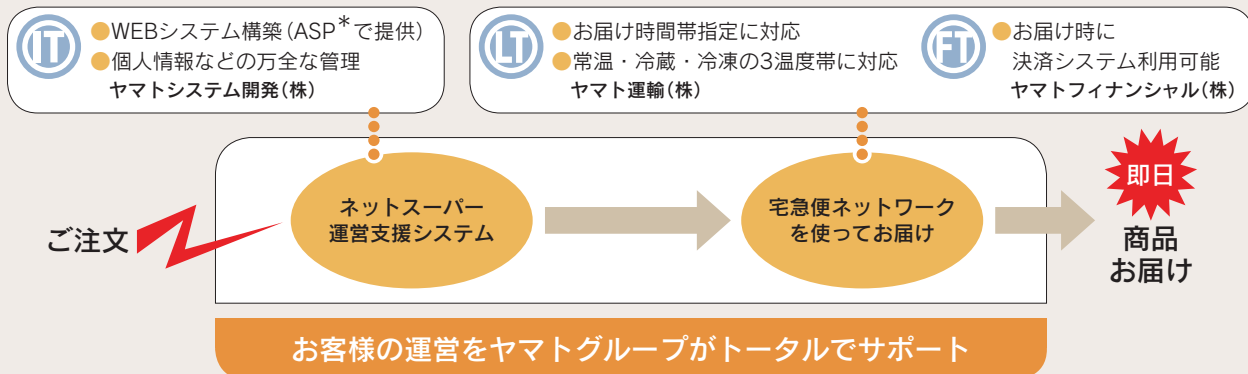 IT
●WEBシステム構築(ASP*で提供)
●個人情報などの万全な管理
ヤマトシステム開発(株)
LT
●お届け時間帯指定に対応
●常温・冷蔵・冷凍の3温度帯に対応
ヤマト運輸(株)
FT
●お届け時に
決済システム利用可能
ヤマトフィナンシャル(株)
ご注文
ネットスーパー
運営支援システム
宅急便ネットワーク
を使ってお届け
即日
商品
お届け
お客様の運営をヤマトグループがトータルでサポート